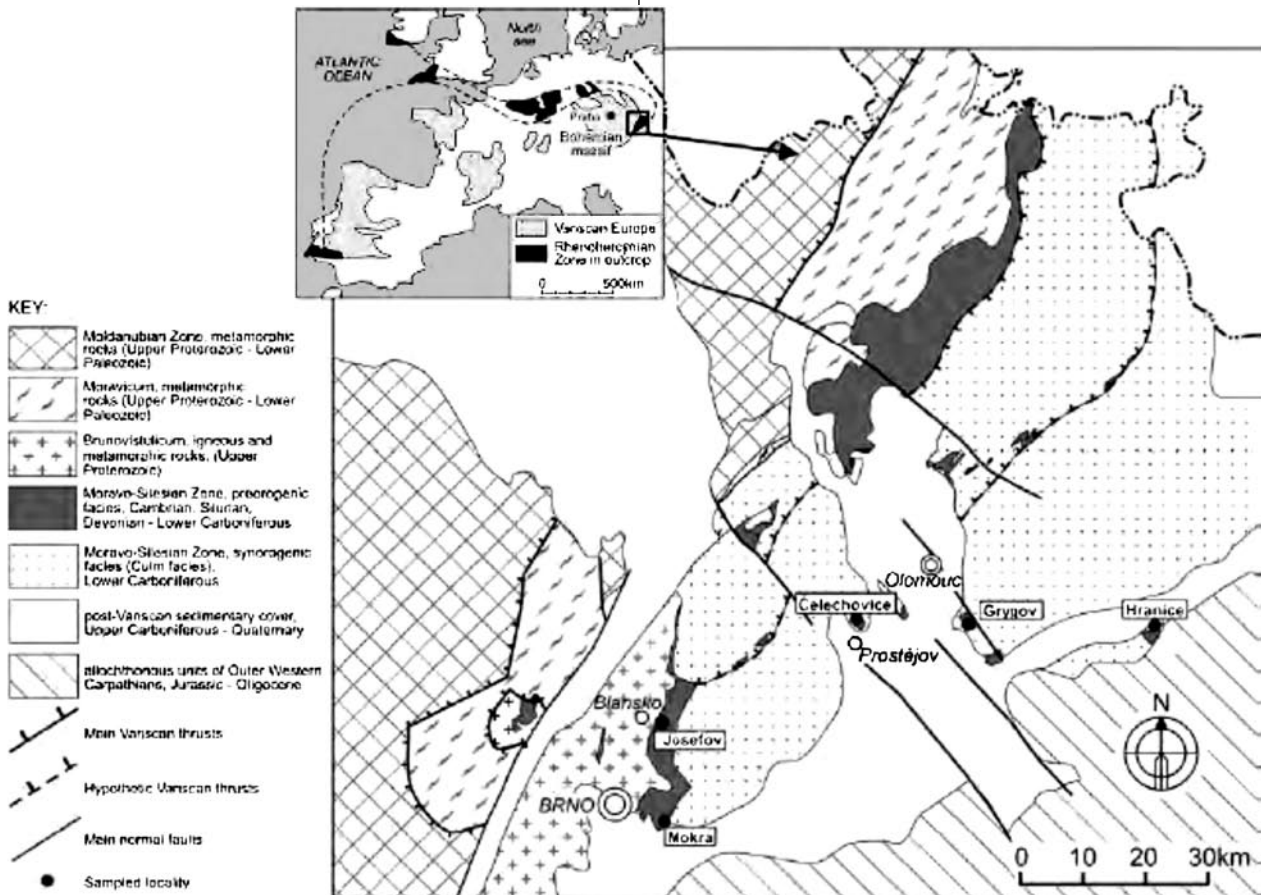 North
sea
ATLANTIC
OCEAN
Praha
Bohemian
massif
Variscan Europe
Rhenohercynian
Zone in outcrop
0 500km
KEY:
Moldanubian Zone, metamorphic
rocks (Upper Proterozoic - Lower
Paleozoic)
Moravicum, metamorphic
rocks (Upper Proterozoic - Lower
Paleozoic)
Brunovistulicum, igneous and
metamorphic rocks, (Upper
Proterozoic)
Moravo-Silesian Zone, preorogenic
facies, Cambrian, Silurian,
Devonian - Lower Carboniferous
Moravo-Silesian Zone, synorogenic
facies (Culm facies),
Lower Carboniferous
post-Variscan sedimentary cover,
Upper Carboniferous - Quaternary
allochthonous units of Outer Western
Carpathians, Jurassic - Oligocene
Main Variscan thrusts
Hypothetic Variscan thrusts
Main normal faults
Sampled locality
Olomouc
Celechovice
Grygov
Hranice
Prostějov
Blansko
Josefov
BRNO
Mokra
N
0 10 20 30km